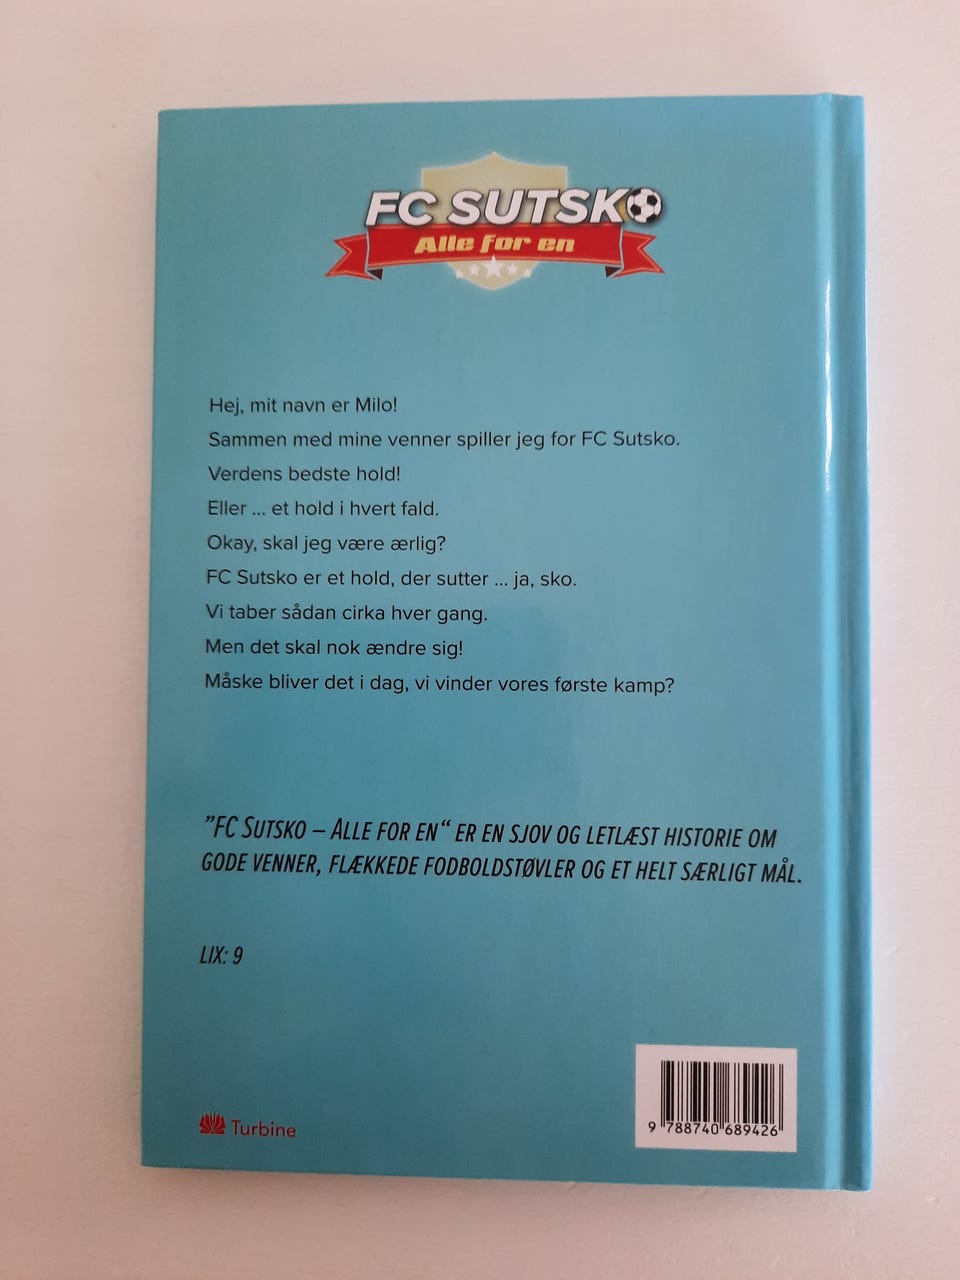 FC SUTSKO
Alle for en
Hej, mit navn er Milo!
Sammen med mine venner spiller jeg for FC Sutsko.
Verdens bedste hold!
Eller ... et hold i hvert fald.
Okay, skal jeg være ærlig?
FC Sutsko er et hold, der sutter ... ja, sko.
Vi taber sådan cirka hver gang.
Men det skal nok ændre sig!
Måske bliver det i dag, vi vinder vores første kamp?
”FC SUTSKO – ALLE FOR EN“ ER EN SJOV OG LETLÆST HISTORIE OM
GODE VENNER, FLÆKKEDE FODBOLDSTØVLER OG ET HELT SÆRLIGT MÅL.
LIX: 9
Turbine
9 788740 689426